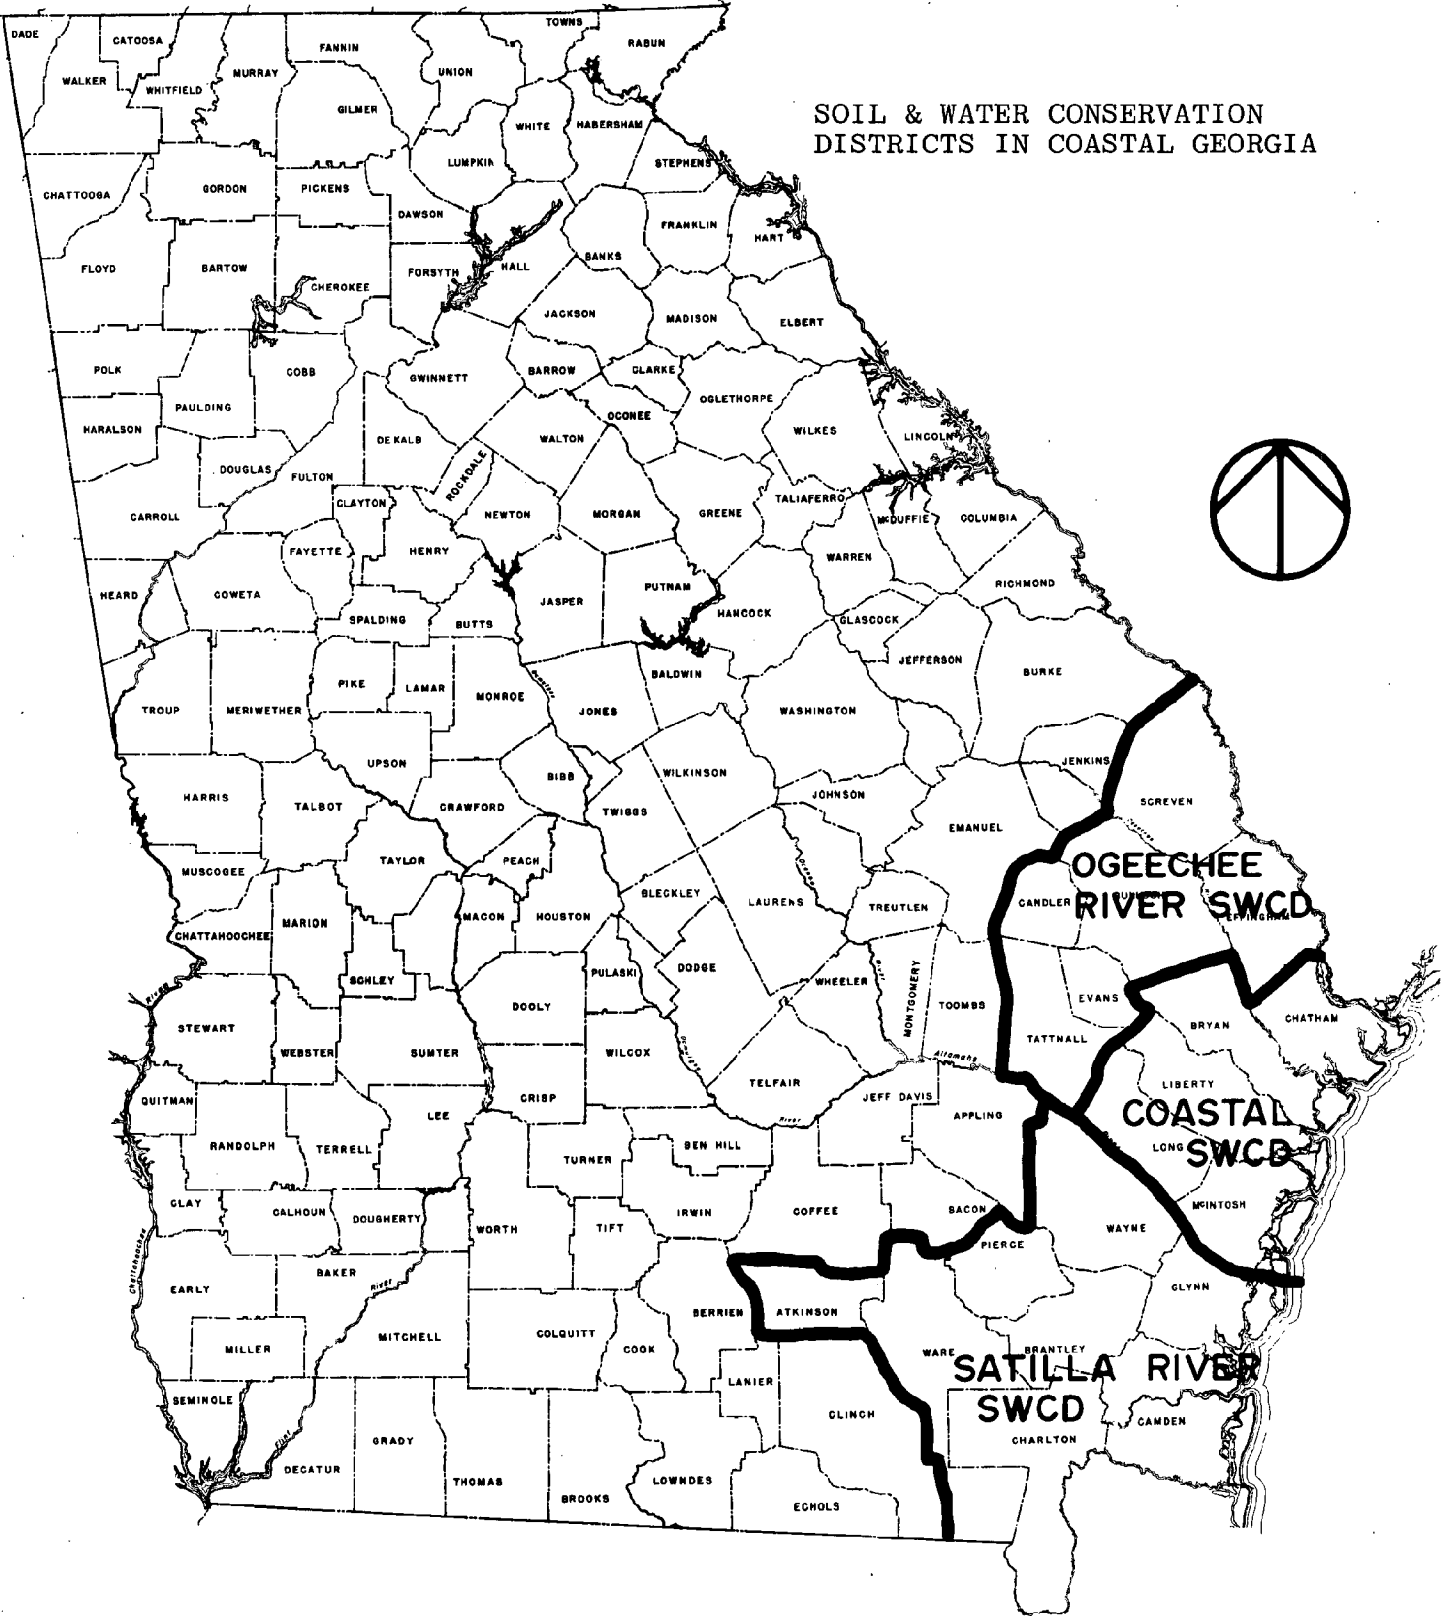 SOIL & WATER CONSERVATION
DISTRICTS IN COASTAL GEORGIA
DADE
CATOOSA
WALKER
WHITFIELD
MURRAY
FANNIN
GILMER
UNION
TOWNS
RABUN
WHITE
HABERSHAM
LUMPKIN
STEPHENS
CHATTOOGA
GORDON
PICKENS
DAWSON
FRANKLIN
HART
FLOYD
BARTOW
CHEROKEE
FORSYTH
HALL
BANKS
JACKSON
MADISON
ELBERT
POLK
PAULDING
COBB
GWINNETT
BARROW
CLARKE
OGLETHORPE
HARALSON
DE KALB
WALTON
OCONEE
WILKES
LINCOLN
DOUGLAS
FULTON
ROCKDALE
CARROLL
CLAYTON
NEWTON
MORGAN
GREENE
TALIAFERRO
McDUFFIE
COLUMBIA
FAYETTE
HENRY
WARREN
RICHMOND
HEARD
COWETA
SPALDING
BUTTS
JASPER
PUTNAM
HANCOCK
GLASCOCK
JEFFERSON
BURKE
TROUP
MERIWETHER
PIKE
LAMAR
MONROE
JONES
BALDWIN
WASHINGTON
UPSON
BIBB
WILKINSON
JENKINS
SCREVEN
HARRIS
TALBOT
CRAWFORD
TWIGGS
JOHNSON
EMANUEL
MUSCOGEE
TAYLOR
PEACH
BLECKLEY
LAURENS
TREUTLEN
CANDLER
OGEECHEE
RIVER SWCD
EFFINGHAM
CHATTAHOOCHEE
MARION
MACON
HOUSTON
SCHLEY
PULASKI
DODGE
WHEELER
MONTGOMERY
TOOMBS
EVANS
TATTNALL
BRYAN
CHATHAM
River
STEWART
WEBSTER
SUMTER
DOOLY
WILCOX
TELFAIR
Altamaha
JEFF DAVIS
APPLING
LIBERTY
COASTAL
SWCD
LONG
McINTOSH
QUITMAN
RANDOLPH
TERRELL
LEE
CRISP
TURNER
BEN HILL
River
CLAY
CALHOUN
DOUGHERTY
WORTH
TIFT
IRWIN
COFFEE
BACON
PIERCE
WAYNE
GLYNN
Chattahoochee
EARLY
BAKER
River
MILLER
MITCHELL
COLQUITT
COOK
BERRIEN
ATKINSON
WARE
BRANTLEY
SATILLA RIVER
SWCD
SEMINOLE
DECATUR
Flint
GRADY
THOMAS
BROOKS
LOWNDES
LANIER
CLINCH
ECHOLS
CHARLTON
CAMDEN